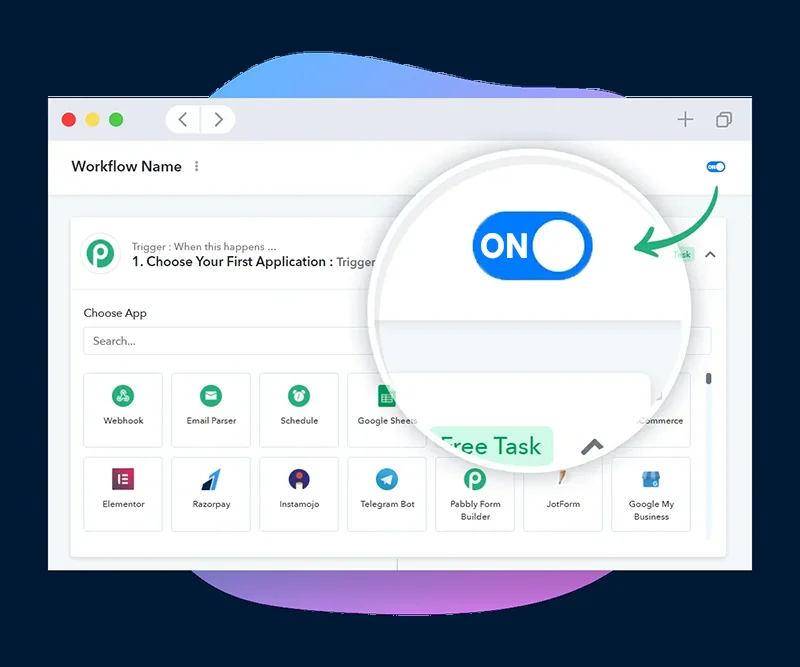 Workflow Name
ON
Trigger : When this happens ...
1. Choose Your First Application : Trigger
ON
Task
Choose App
Search...
Webhook
Email Parser
Schedule
Google Sheets
Commerce
Free Task
Elementor
Razorpay
Instamojo
Telegram Bot
Pabbly Form
Builder
JotForm
Google My
Business